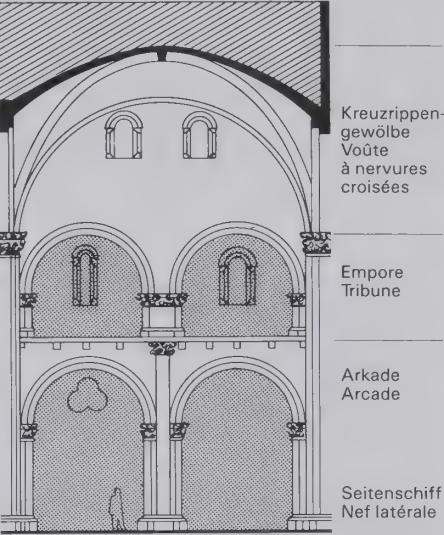 Kreuzrippen-
gewölbe
Voûte
à nervures
croisées
Empore
Tribune
Arkade
Arcade
Seitenschiff
Nef latérale